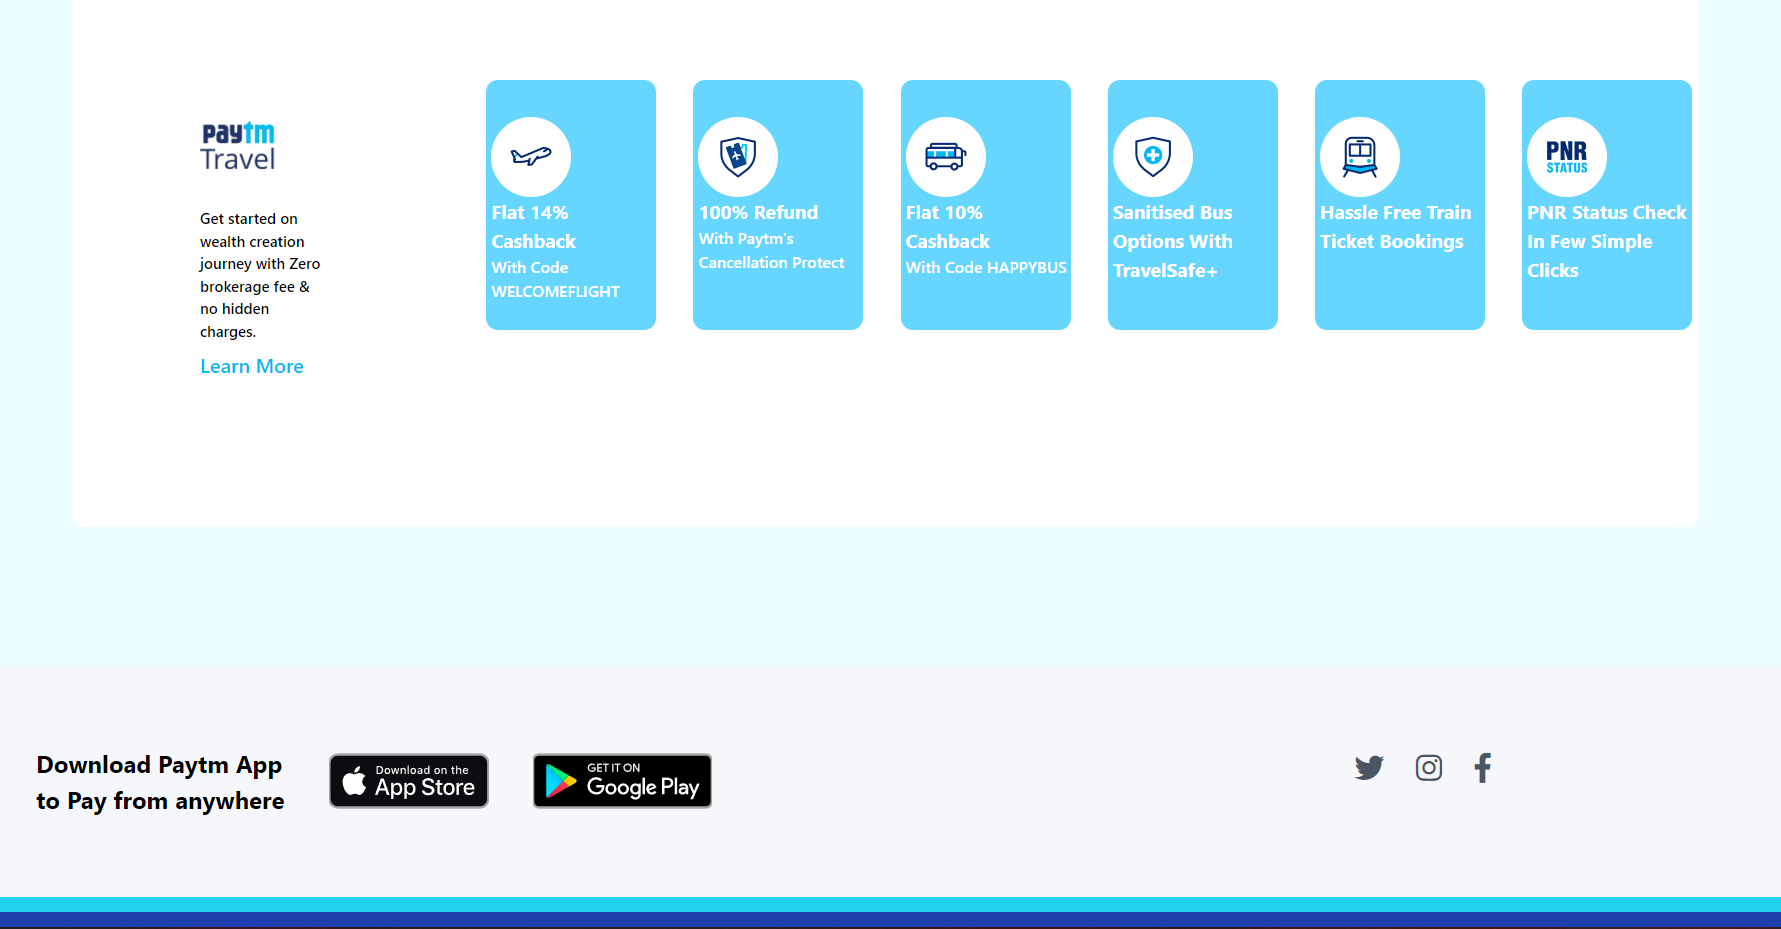 paytm
Travel
Get started on
wealth creation
journey with Zero
brokerage fee &
no hidden
charges.
Learn More
Flat 14%
Cashback
With Code
WELCOMEFLIGHT
100% Refund
With Paytm's
Cancellation Protect
Flat 10%
Cashback
With Code HAPPYBUS
Sanitised Bus
Options With
TravelSafe+
Hassle Free Train
Ticket Bookings
PNR
STATUS
PNR Status Check
In Few Simple
Clicks
Download Paytm App
to Pay from anywhere
Download on the
App Store
GET IT ON
Google Play